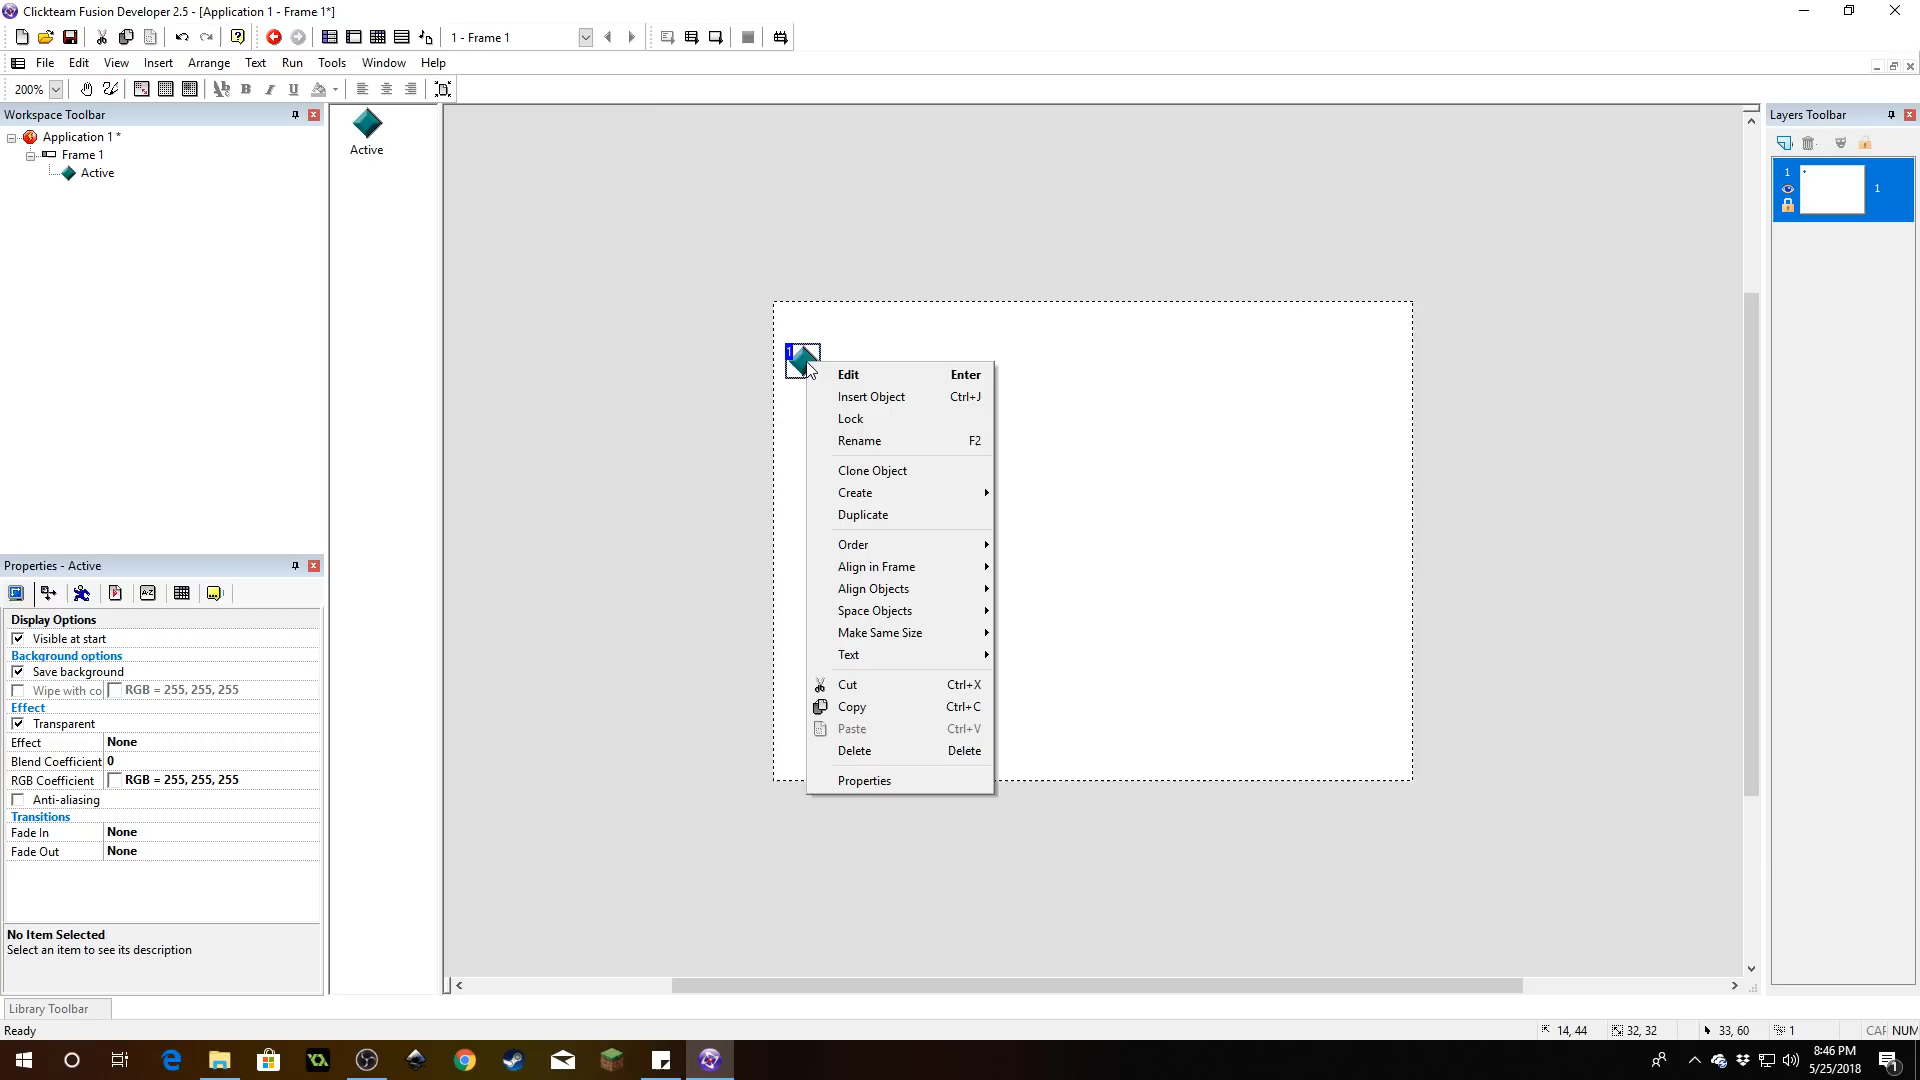 Clickteam Fusion Developer 2.5 - [Application 1 - Frame 1*]
1 - Frame 1
File Edit View Insert Arrange Text Run Tools Window Help
200%
Workspace Toolbar
Application 1 *
Frame 1
Active
Active
Layers Toolbar
1
1
1
Edit Enter
Insert Object Ctrl+J
Lock
Rename F2
Clone Object
Create
Duplicate
Order
Align in Frame
Align Objects
Space Objects
Make Same Size
Text
Cut Ctrl+X
Copy Ctrl+C
Paste Ctrl+V
Delete Delete
Properties
Properties - Active
Display Options
Visible at start
Background options
Save background
Wipe with co RGB = 255, 255, 255
Effect
Transparent
Effect None
Blend Coefficient 0
RGB Coefficient RGB = 255, 255, 255
Anti-aliasing
Transitions
Fade In None
Fade Out None
No Item Selected
Select an item to see its description
Library Toolbar
Ready
14, 44 32, 32 33, 60 1 CAP NUM
8:46 PM
5/25/2018
1